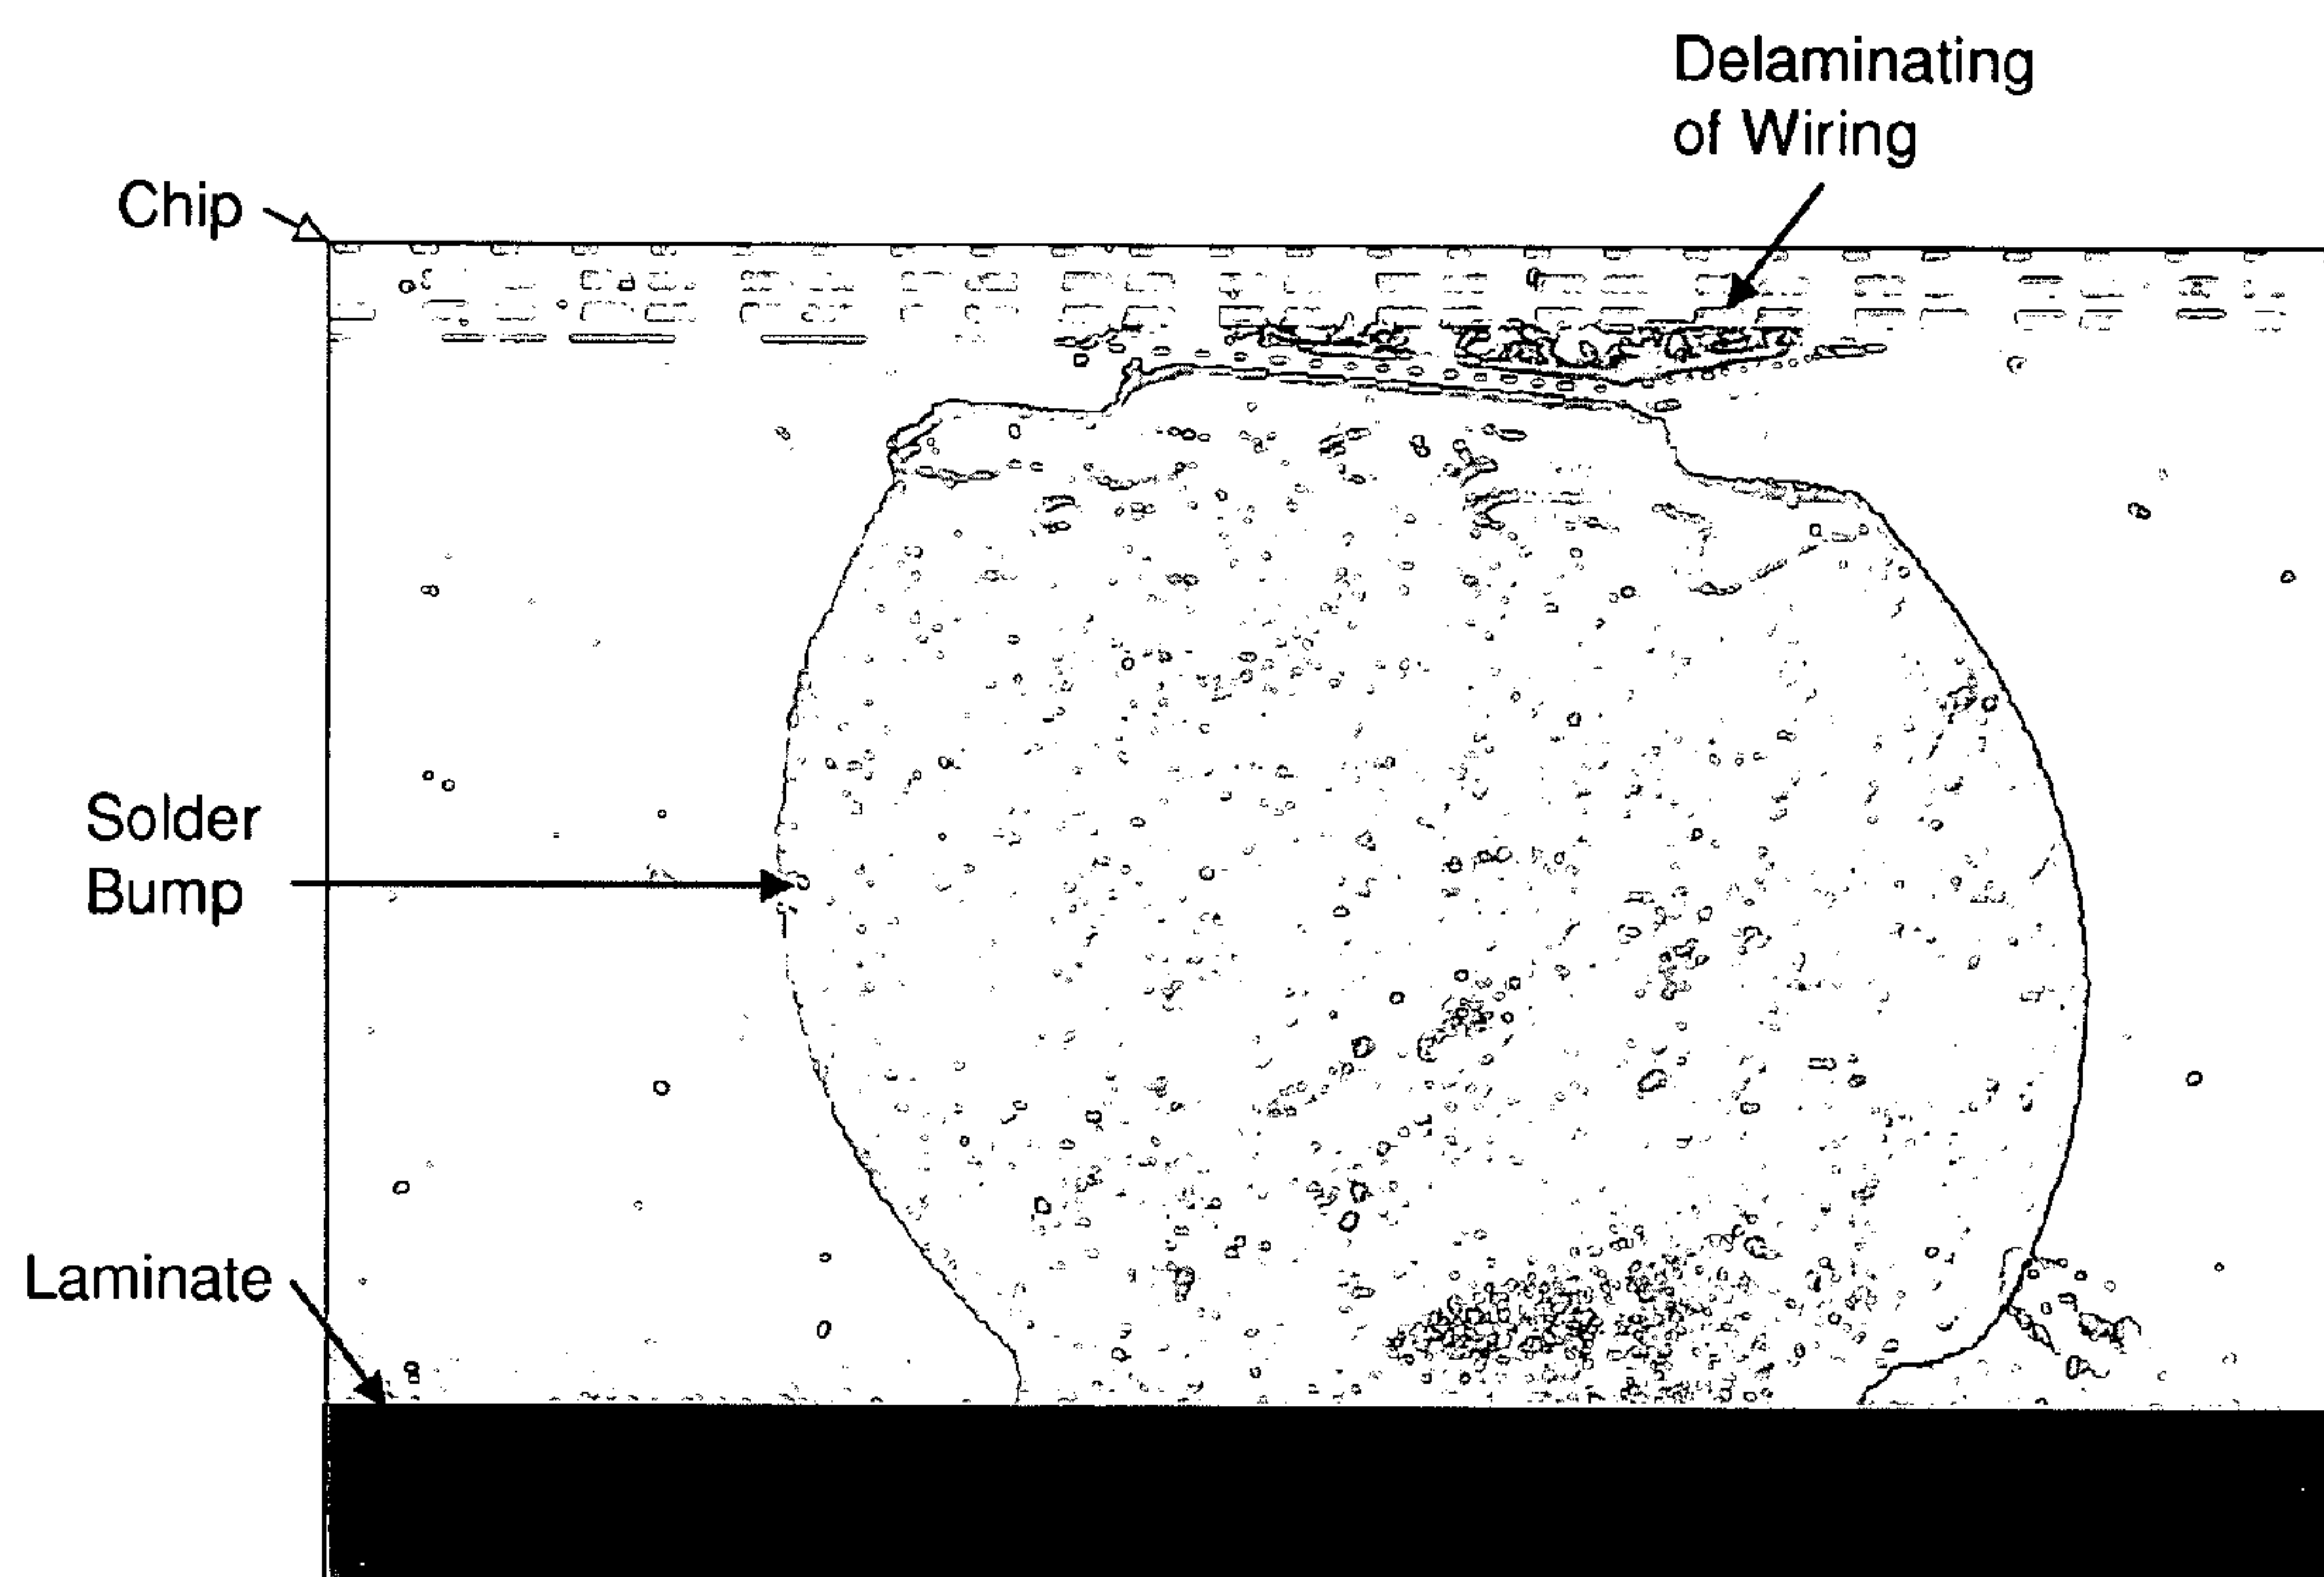 Delaminating
of Wiring
Chip
Solder
Bump
Laminate